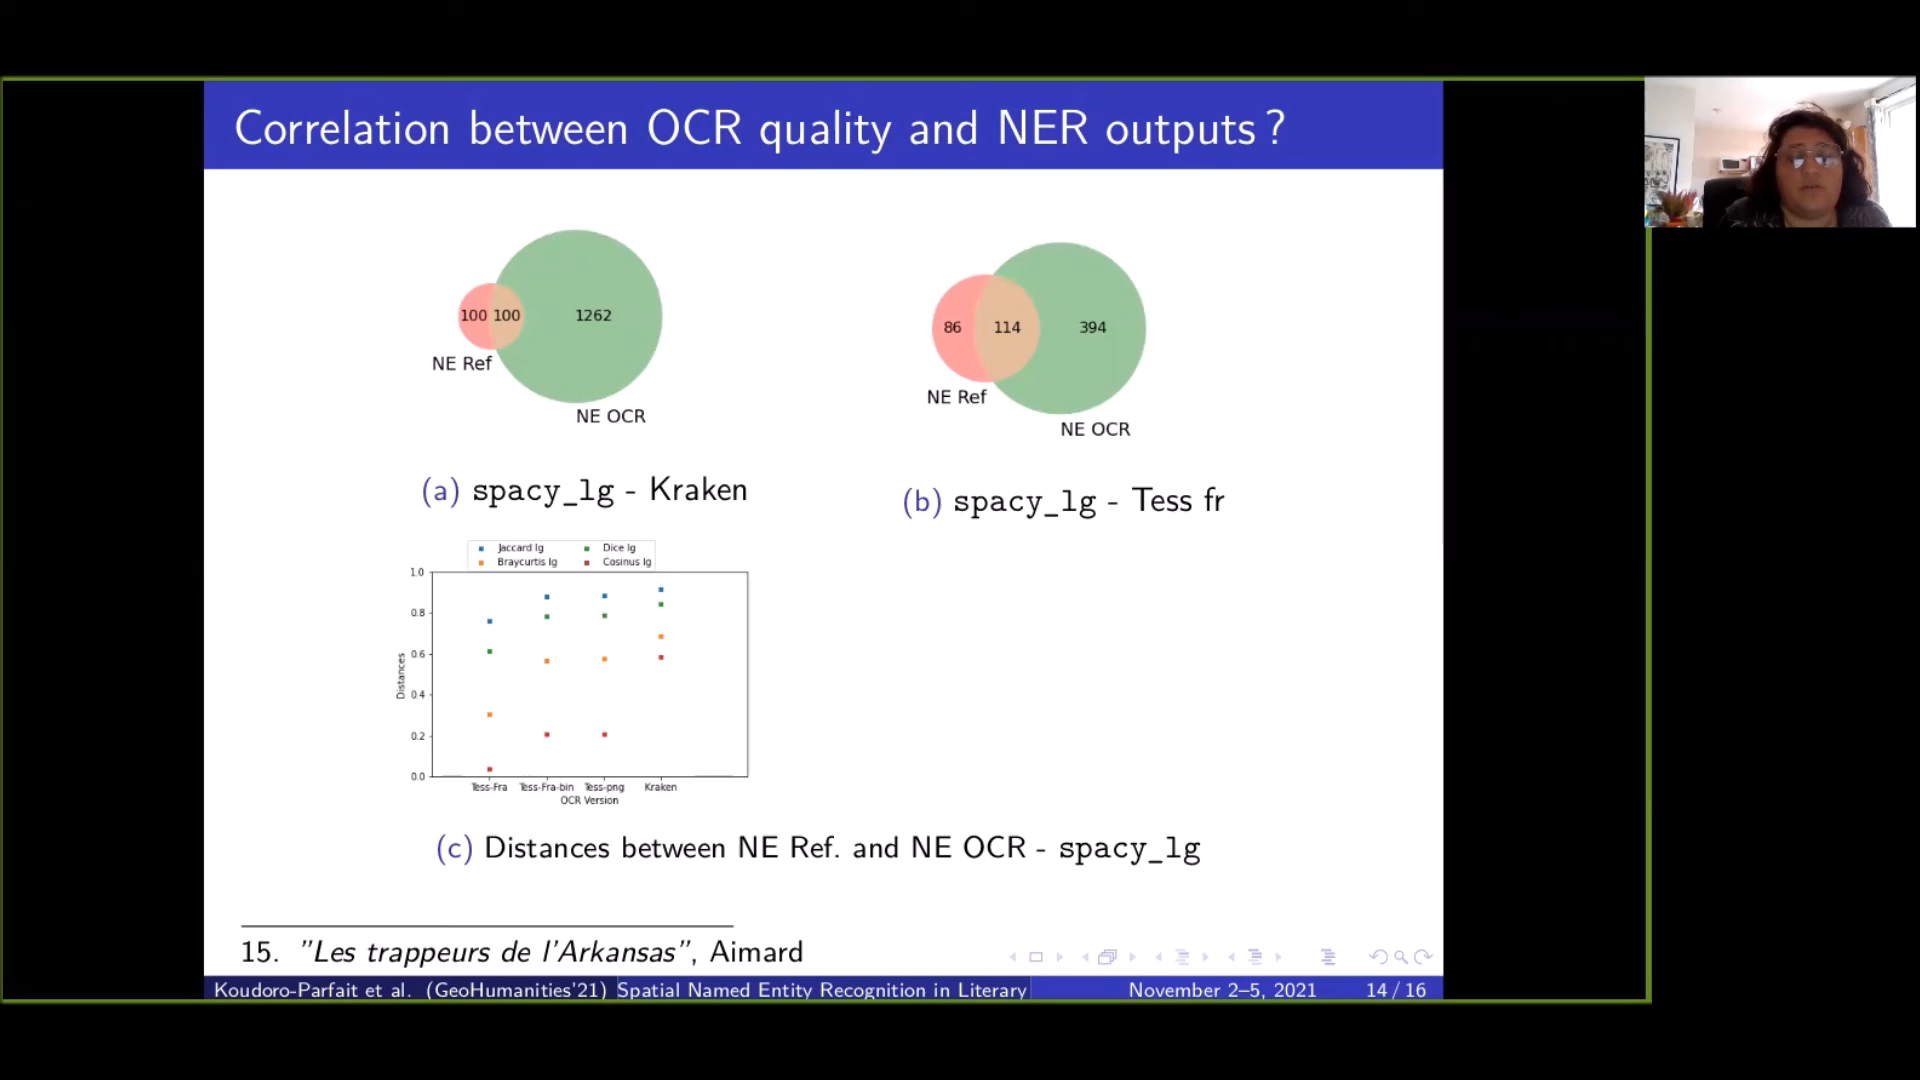 Correlation between OCR quality and NER outputs ?
100 100 1262
NE Ref
NE OCR
86 114 394
NE Ref
NE OCR
(a) spacy_lg - Kraken
(b) spacy_lg - Tess fr
Jaccard lg Dice lg
Braycurtis lg Cosinus lg
1.0
0.8
0.6
0.4
0.2
0.0
Distances
Tess-Fra Tess-Fra-bin Tess-png Kraken
OCR Version
(c) Distances between NE Ref. and NE OCR - spacy_lg
15. "Les trappeurs de l'Arkansas", Aimard
Koudoro-Parfait et al. (GeoHumanities'21) Spatial Named Entity Recognition in Literary November 2–5, 2021 14 / 16